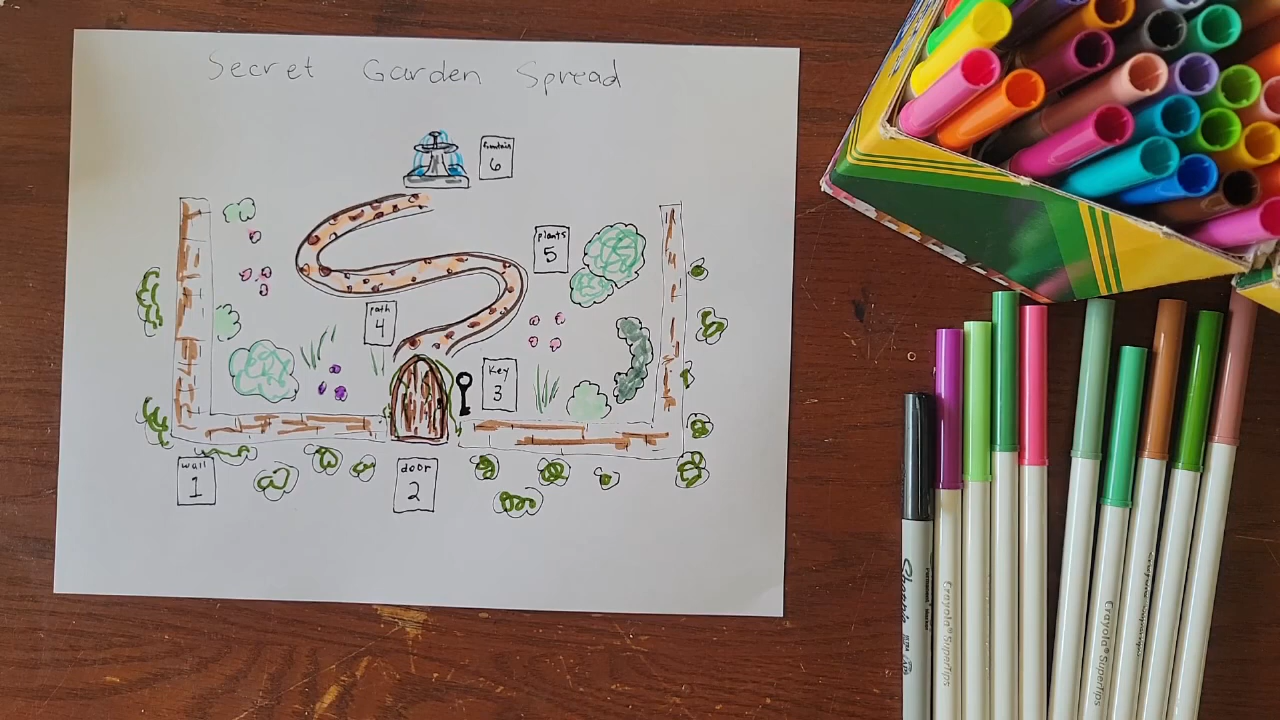 Secret Garden Spread
fountain
6
plants
5
path
4
Key
3
wall
1
door
2
Crayola® SuperTips
Crayola® SuperTips